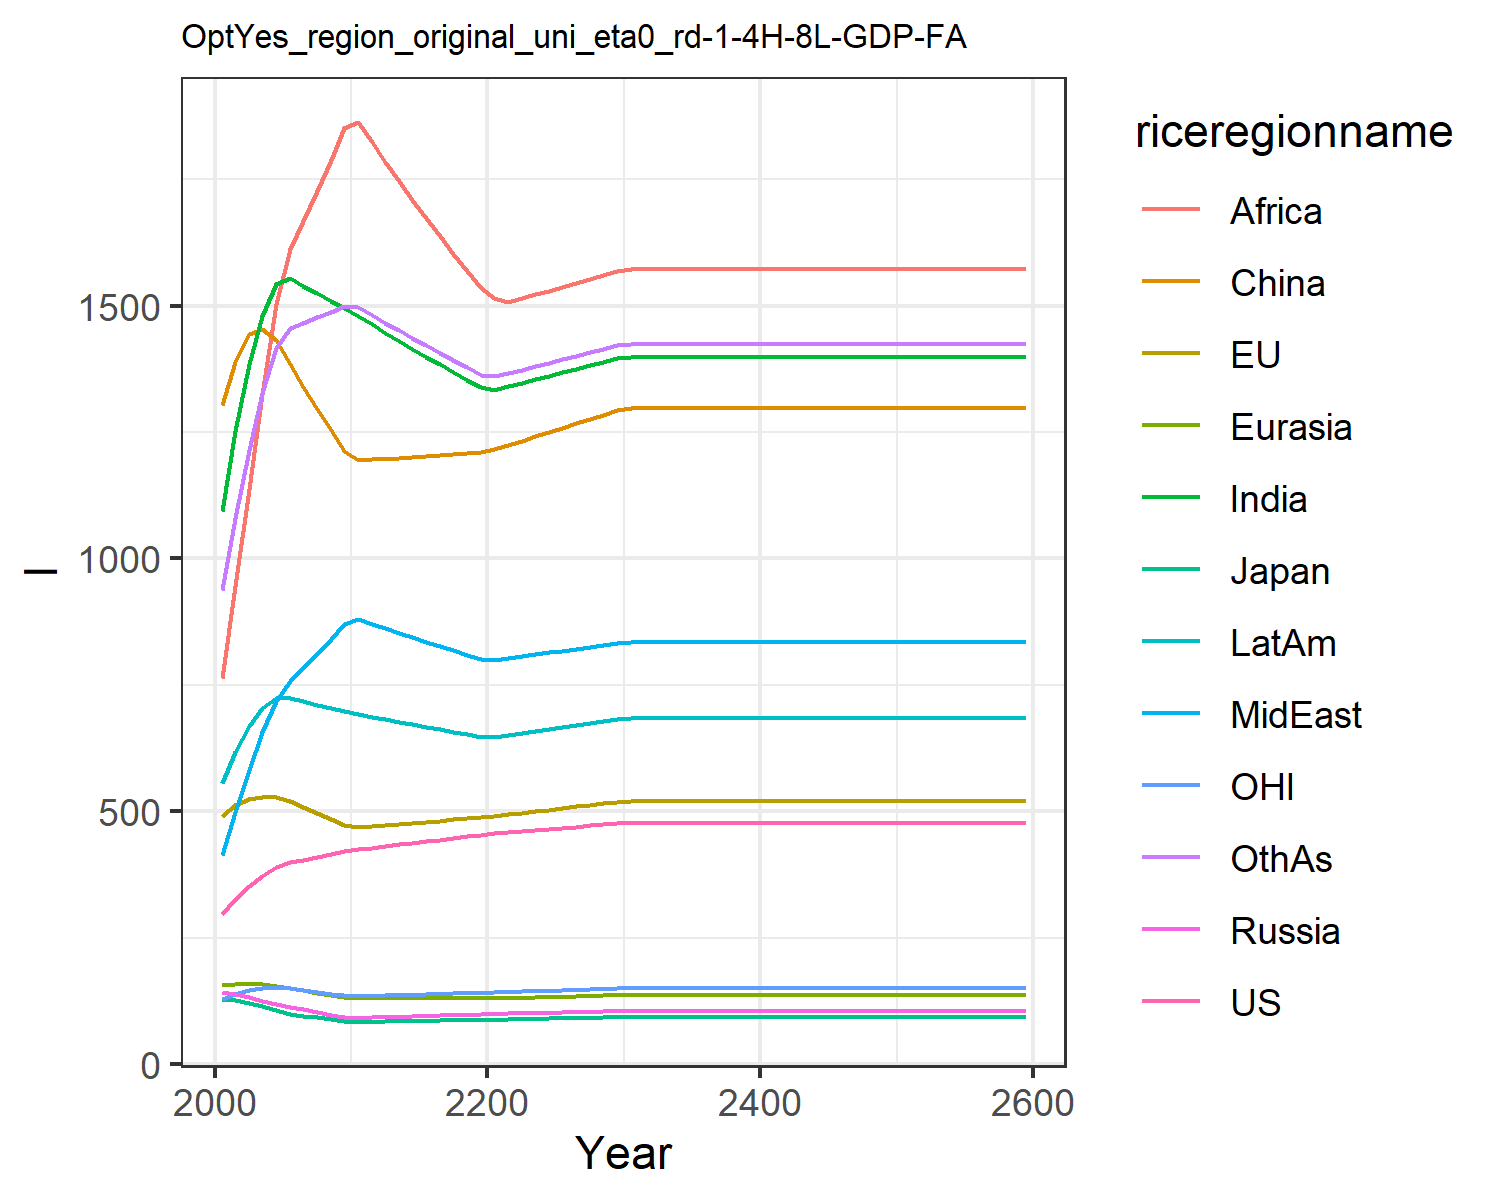 OptYes_region_original_uni_eta0_rd-1-4H-8L-GDP-FA
riceregionname
Africa
China
EU
Eurasia
India
Japan
LatAm
MidEast
OHI
OthAs
Russia
US
l
1500
1000
500
0
2000 2200 2400 2600
Year